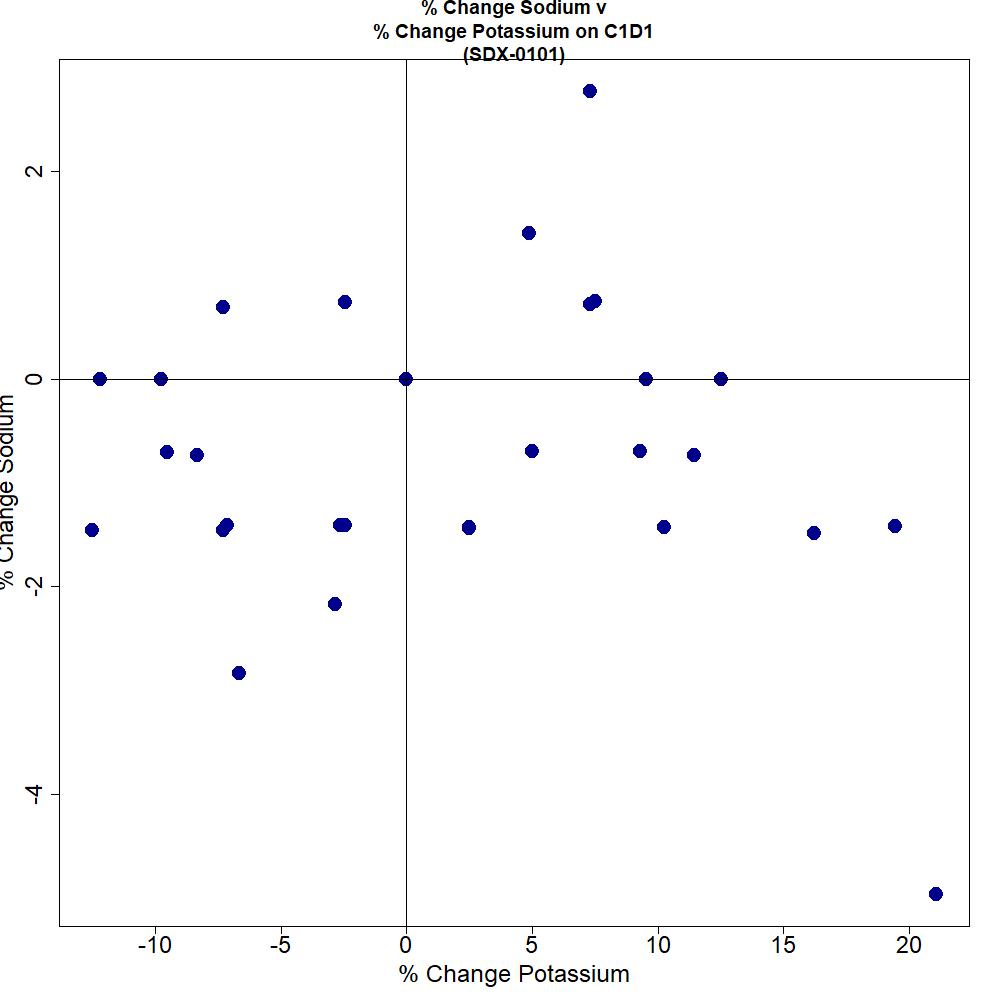 % Change Sodium v
% Change Potassium on C1D1
(SDX-0101)
% Change Sodium
2
0
-2
-4
-10 -5 0 5 10 15 20
% Change Potassium